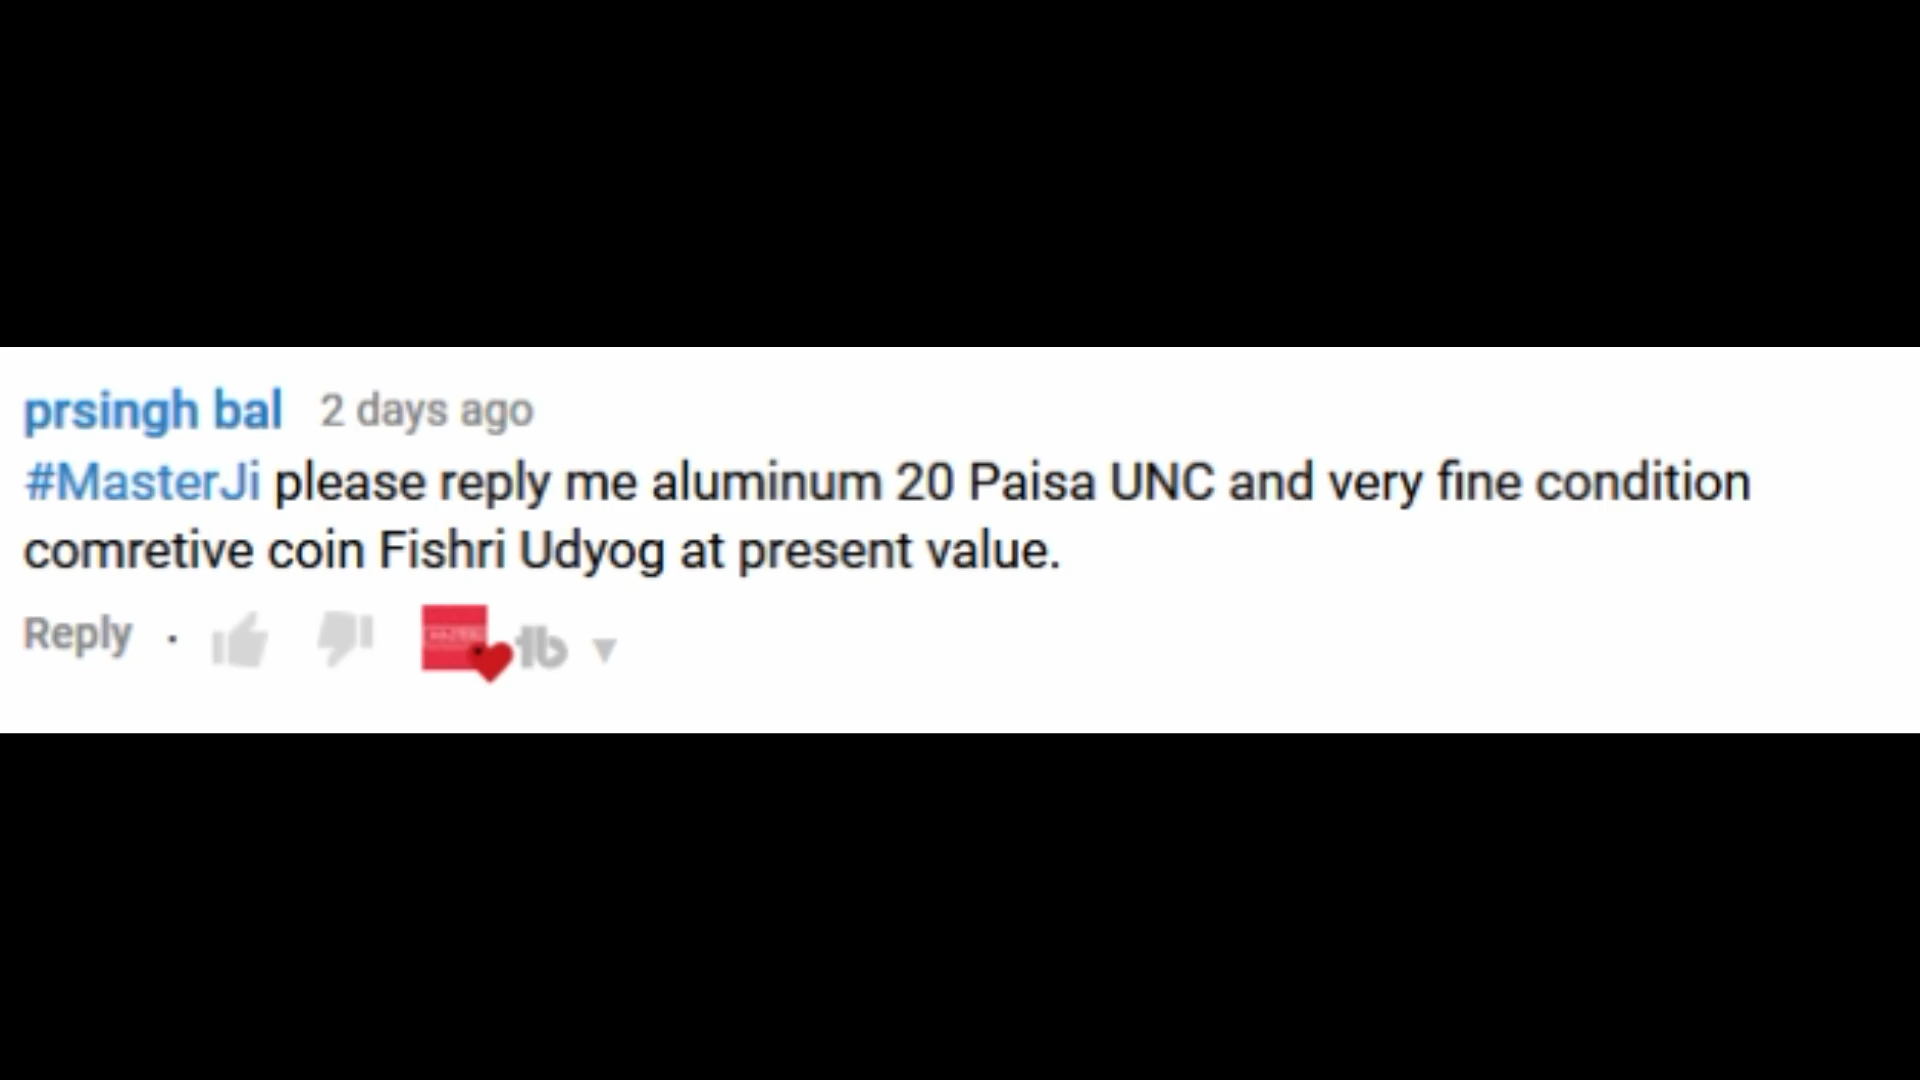 prsingh bal 2 days ago
#MasterJi please reply me aluminum 20 Paisa UNC and very fine condition
comretive coin Fishri Udyog at present value.
Reply ·
tb